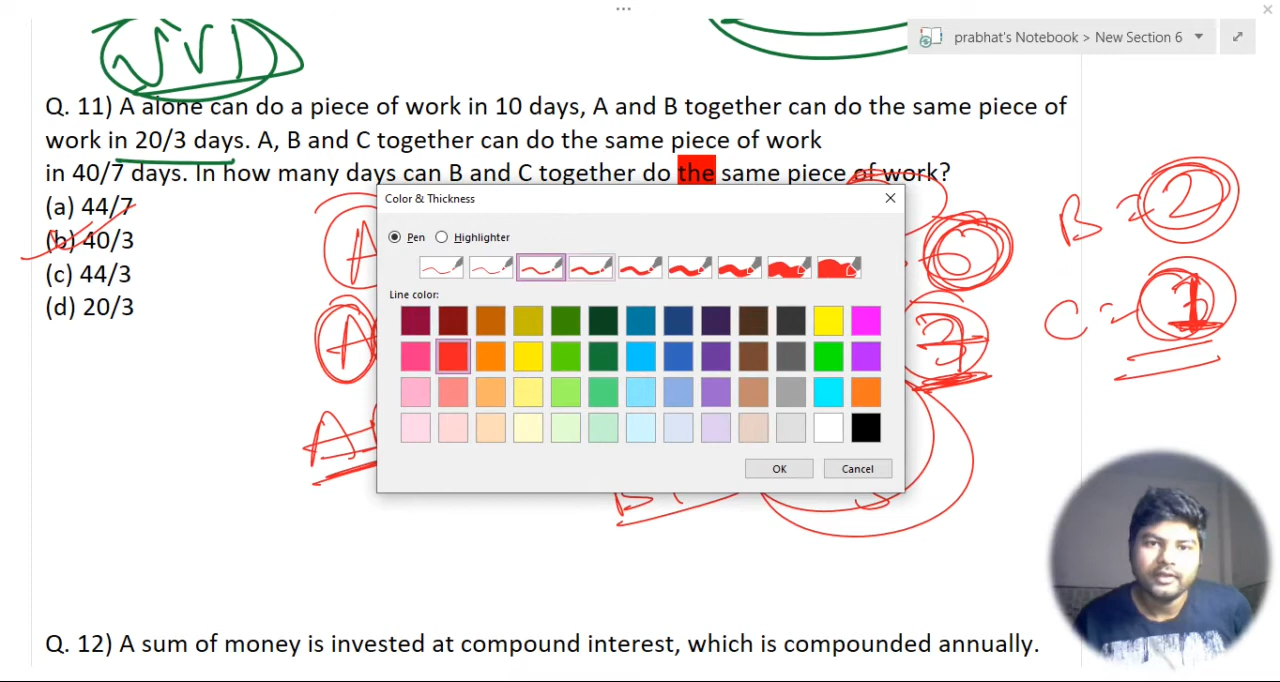 prabhat's Notebook > New Section 6
Q. 11) A alone can do a piece of work in 10 days, A and B together can do the same piece of
work in 20/3 days. A, B and C together can do the same piece of work
in 40/7 days. In how many days can B and C together do the same piece of work?
(a) 44/7
(b) 40/3
(c) 44/3
(d) 20/3
Color & Thickness
Pen Highlighter
Line color:
OK Cancel
A
6
B = 2
A
C = 1
A
B
Q. 12) A sum of money is invested at compound interest, which is compounded annually.